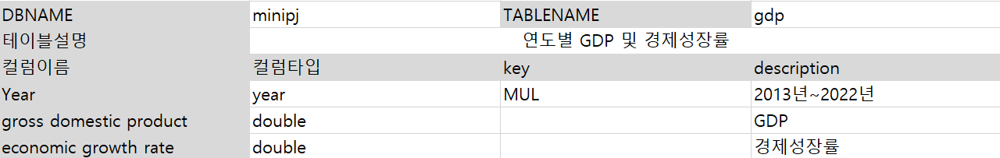 DBNAME minipj TABLENAME gdp
테이블설명 연도별 GDP 및 경제성장률
컬럼이름 컬럼타입 key description
Year year MUL 2013년~2022년
gross domestic product double GDP
economic growth rate double 경제성장률